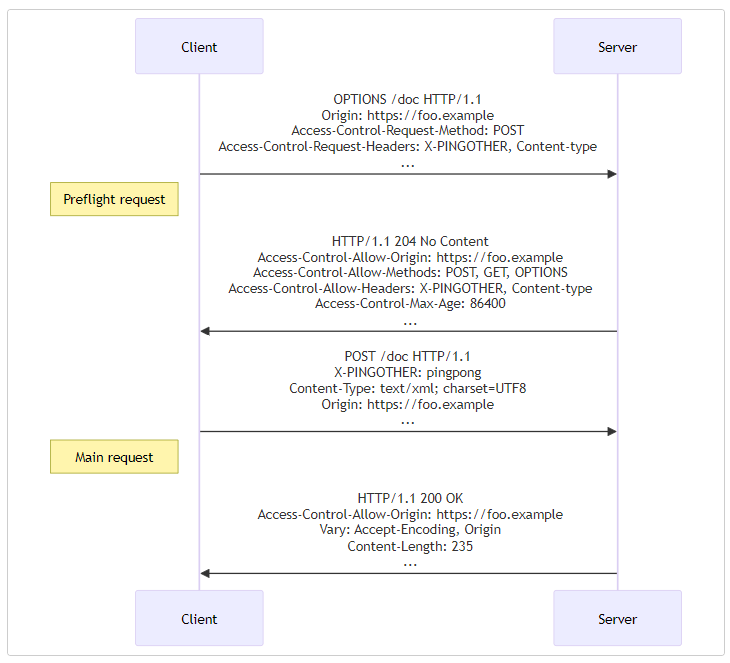 Client
Server
OPTIONS /doc HTTP/1.1
Origin: https://foo.example
Access-Control-Request-Method: POST
Access-Control-Request-Headers: X-PINGOTHER, Content-type
...
Preflight request
HTTP/1.1 204 No Content
Access-Control-Allow-Origin: https://foo.example
Access-Control-Allow-Methods: POST, GET, OPTIONS
Access-Control-Allow-Headers: X-PINGOTHER, Content-type
Access-Control-Max-Age: 86400
...
POST /doc HTTP/1.1
X-PINGOTHER: pingpong
Content-Type: text/xml; charset=UTF8
Origin: https://foo.example
...
Main request
HTTP/1.1 200 OK
Access-Control-Allow-Origin: https://foo.example
Vary: Accept-Encoding, Origin
Content-Length: 235
...
Client
Server